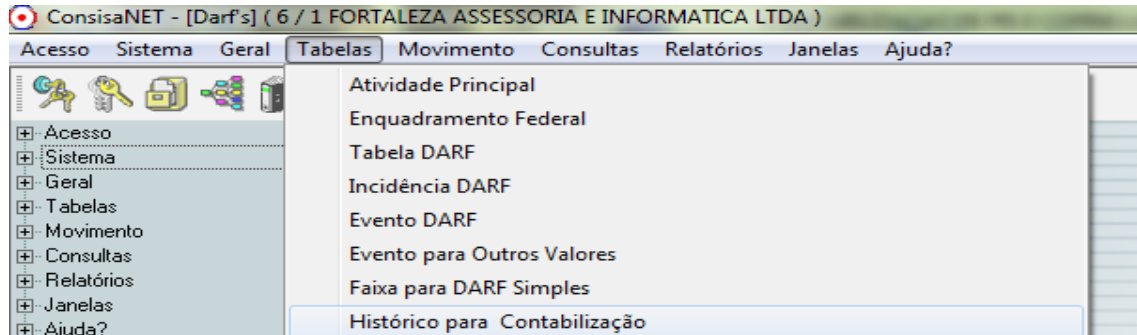 ConsisaNET - [Darf's] ( 6 / 1 FORTALEZA ASSESSORIA E INFORMATICA LTDA )
Acesso Sistema Geral Tabelas Movimento Consultas Relatórios Janelas Ajuda?
Atividade Principal
Enquadramento Federal
Tabela DARF
Incidência DARF
Evento DARF
Evento para Outros Valores
Faixa para DARF Simples
Histórico para Contabilização
Acesso
Sistema
Geral
Tabelas
Movimento
Consultas
Relatórios
Janelas
Ajuda?